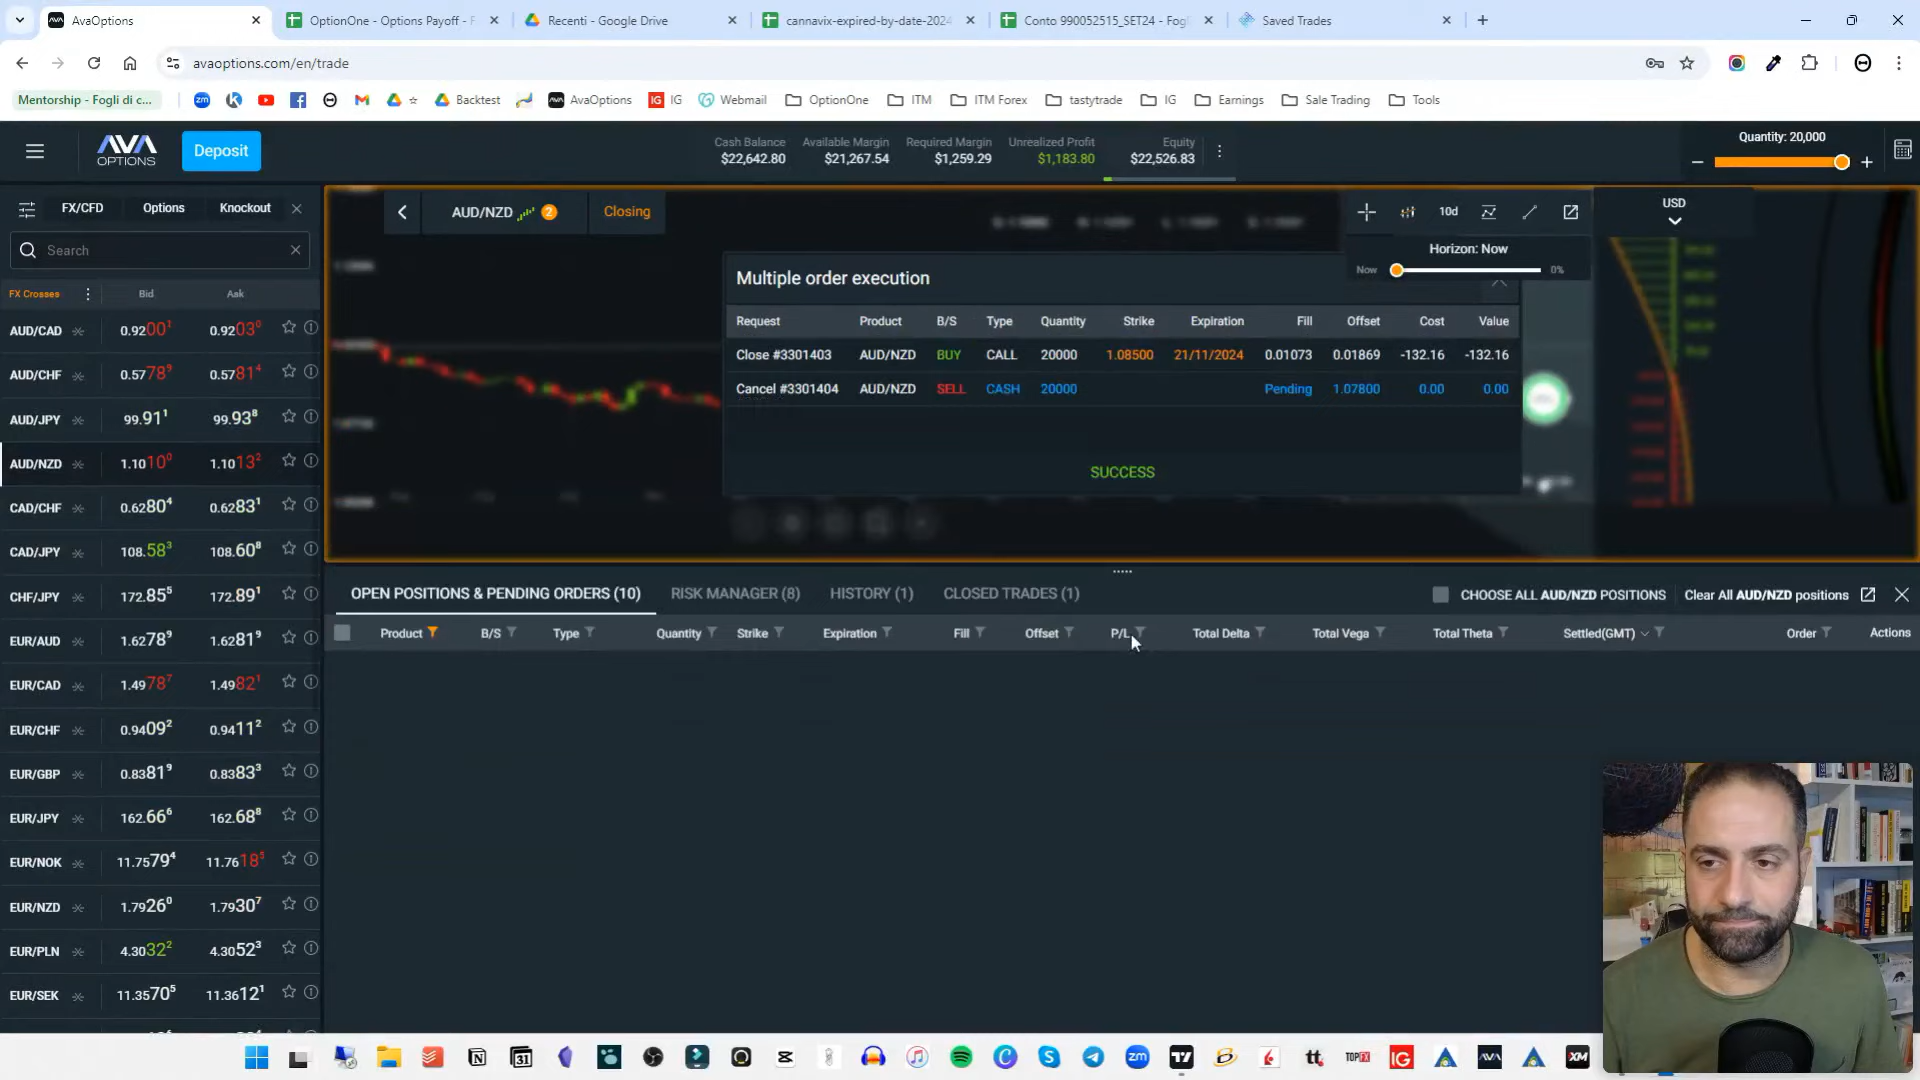 AvaOptions
OptionOne - Options Payoff - F
Recenti - Google Drive
cannavix-expired-by-date-2024
Conto 990052515_SET24 - Fogl
Saved Trades
avaoptions.com/en/trade
Mentorship - Fogli di c...
Backtest
AvaOptions
IG
Webmail
OptionOne
ITM
ITM Forex
tastytrade
IG
Earnings
Sale Trading
Tools
AVA
OPTIONS
Deposit
Cash Balance
$22,642.80
Available Margin
$21,267.54
Required Margin
$1,259.29
Unrealized Profit
$1,183.80
Equity
$22,526.83
Quantity: 20,000
FX/CFD Options Knockout
Search
FX Crosses Bid Ask
AUD/CAD 0.92001 0.92030
AUD/CHF 0.57789 0.57814
AUD/JPY 99.911 99.938
AUD/NZD 1.10100 1.10132
CAD/CHF 0.62804 0.62831
CAD/JPY 108.583 108.608
CHF/JPY 172.855 172.891
EUR/AUD 1.62789 1.62819
EUR/CAD 1.49787 1.49821
EUR/CHF 0.94092 0.94112
EUR/GBP 0.83819 0.83833
EUR/JPY 162.666 162.688
EUR/NOK 11.75794 11.76185
EUR/NZD 1.79260 1.79307
EUR/PLN 4.30322 4.30523
EUR/SEK 11.35705 11.36121
AUD/NZD 2 Closing
10d
Horizon: Now
Now 0%
USD
Multiple order execution
Request Product B/S Type Quantity Strike Expiration Fill Offset Cost Value
Close #3301403 AUD/NZD BUY CALL 20000 1.08500 21/11/2024 0.01073 0.01869 -132.16 -132.16
Cancel #3301404 AUD/NZD SELL CASH 20000 Pending 1.07800 0.00 0.00
SUCCESS
OPEN POSITIONS & PENDING ORDERS (10) RISK MANAGER (8) HISTORY (1) CLOSED TRADES (1)
CHOOSE ALL AUD/NZD POSITIONS Clear All AUD/NZD positions
Product B/S Type Quantity Strike Expiration Fill Offset P/L Total Delta Total Vega Total Theta Settled(GMT) Order Actions